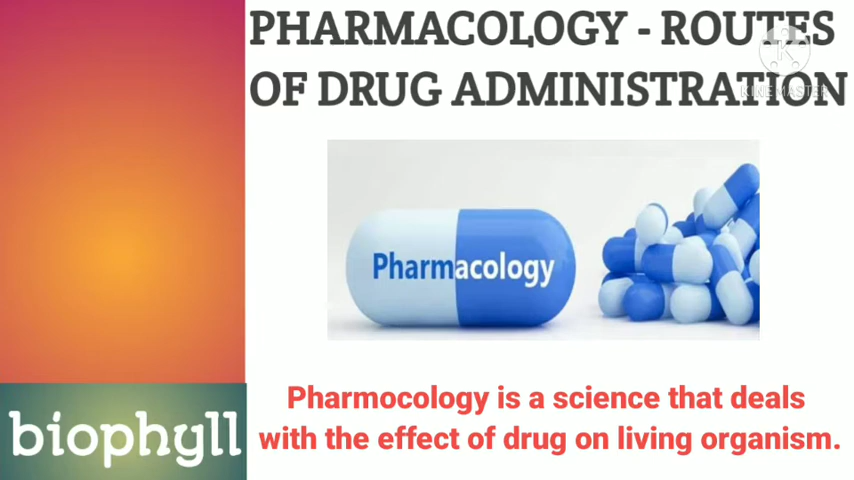 PHARMACOLOGY - ROUTES
OF DRUG ADMINISTRATION
KINEMASTER
Pharmacology
Pharmocology is a science that deals
with the effect of drug on living organism.
biophyll